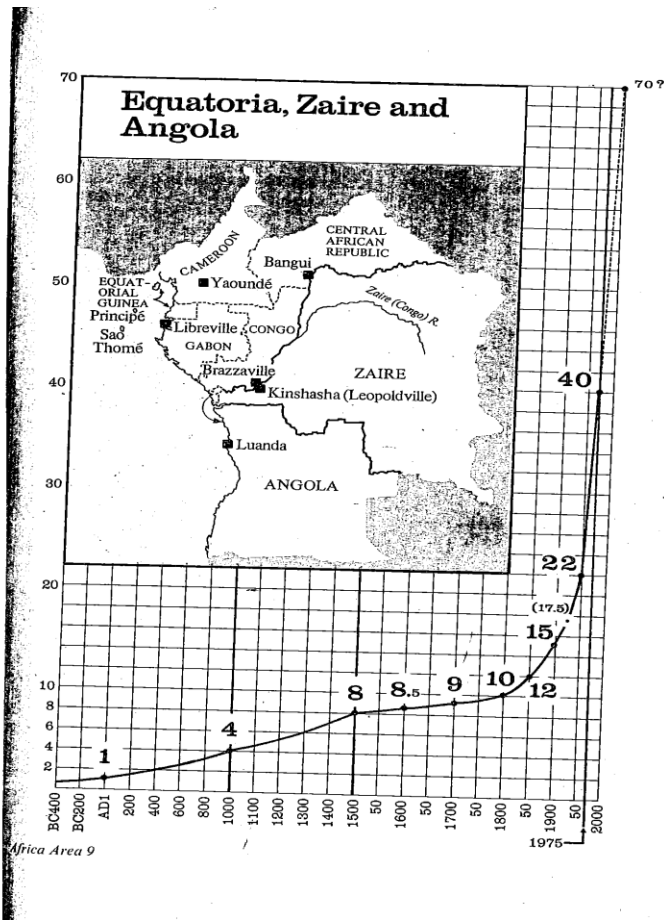 70
70?
Equatoria, Zaire and
Angola
60
CENTRAL
AFRICAN
REPUBLIC
CAMEROON
Bangui
50
EQUAT-
ORIAL
GUINEA
Yaoundé
Zaire (Congo) R.
Principé
Libreville
CONGO
Saõ
Thomé
GABON
Brazzaville
ZAIRE
40
40
Kinshasha (Leopoldville)
Luanda
30
ANGOLA
22
20
(17.5)
15
10
8
8.5
9
10
12
8
6
4
4
2
1
BC400
BC200
AD1
200
400
600
800
1000
1100
1200
1300
1400
1500
50
1600
50
1700
50
1800
50
1900
50
2000
1975
Africa Area 9